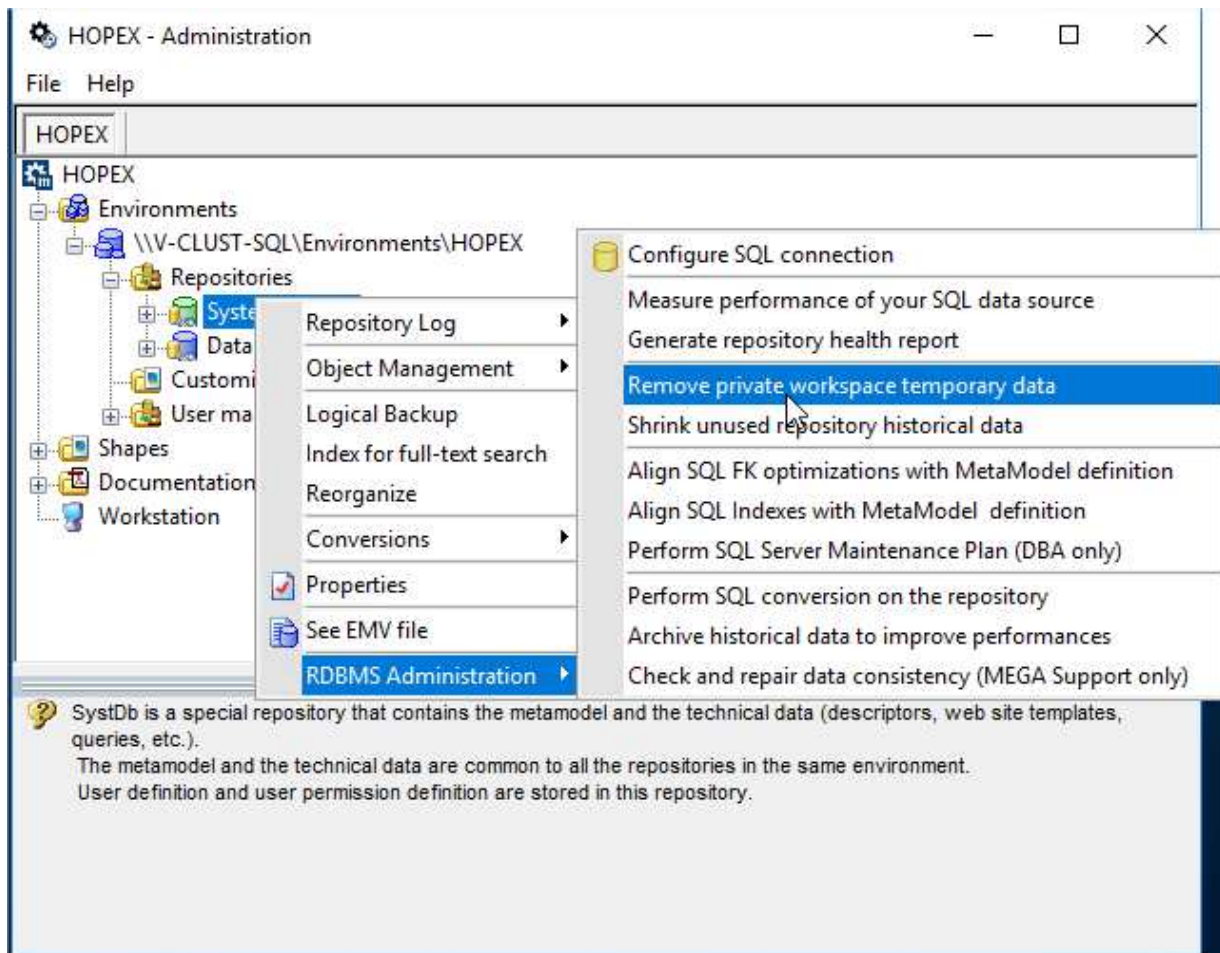 HOPEX - Administration
File Help
HOPEX
HOPEX
Environments
\\V-CLUST-SQL\Environments\HOPEX
Repositories
Syste
Data
Customi
User ma
Shapes
Documentation
Workstation
Repository Log
Object Management
Logical Backup
Index for full-text search
Reorganize
Conversions
Properties
See EMV file
RDBMS Administration
Configure SQL connection
Measure performance of your SQL data source
Generate repository health report
Remove private workspace temporary data
Shrink unused repository historical data
Align SQL FK optimizations with MetaModel definition
Align SQL Indexes with MetaModel definition
Perform SQL Server Maintenance Plan (DBA only)
Perform SQL conversion on the repository
Archive historical data to improve performances
Check and repair data consistency (MEGA Support only)
SystDb is a special repository that contains the metamodel and the technical data (descriptors, web site templates,
queries, etc.).
The metamodel and the technical data are common to all the repositories in the same environment.
User definition and user permission definition are stored in this repository.